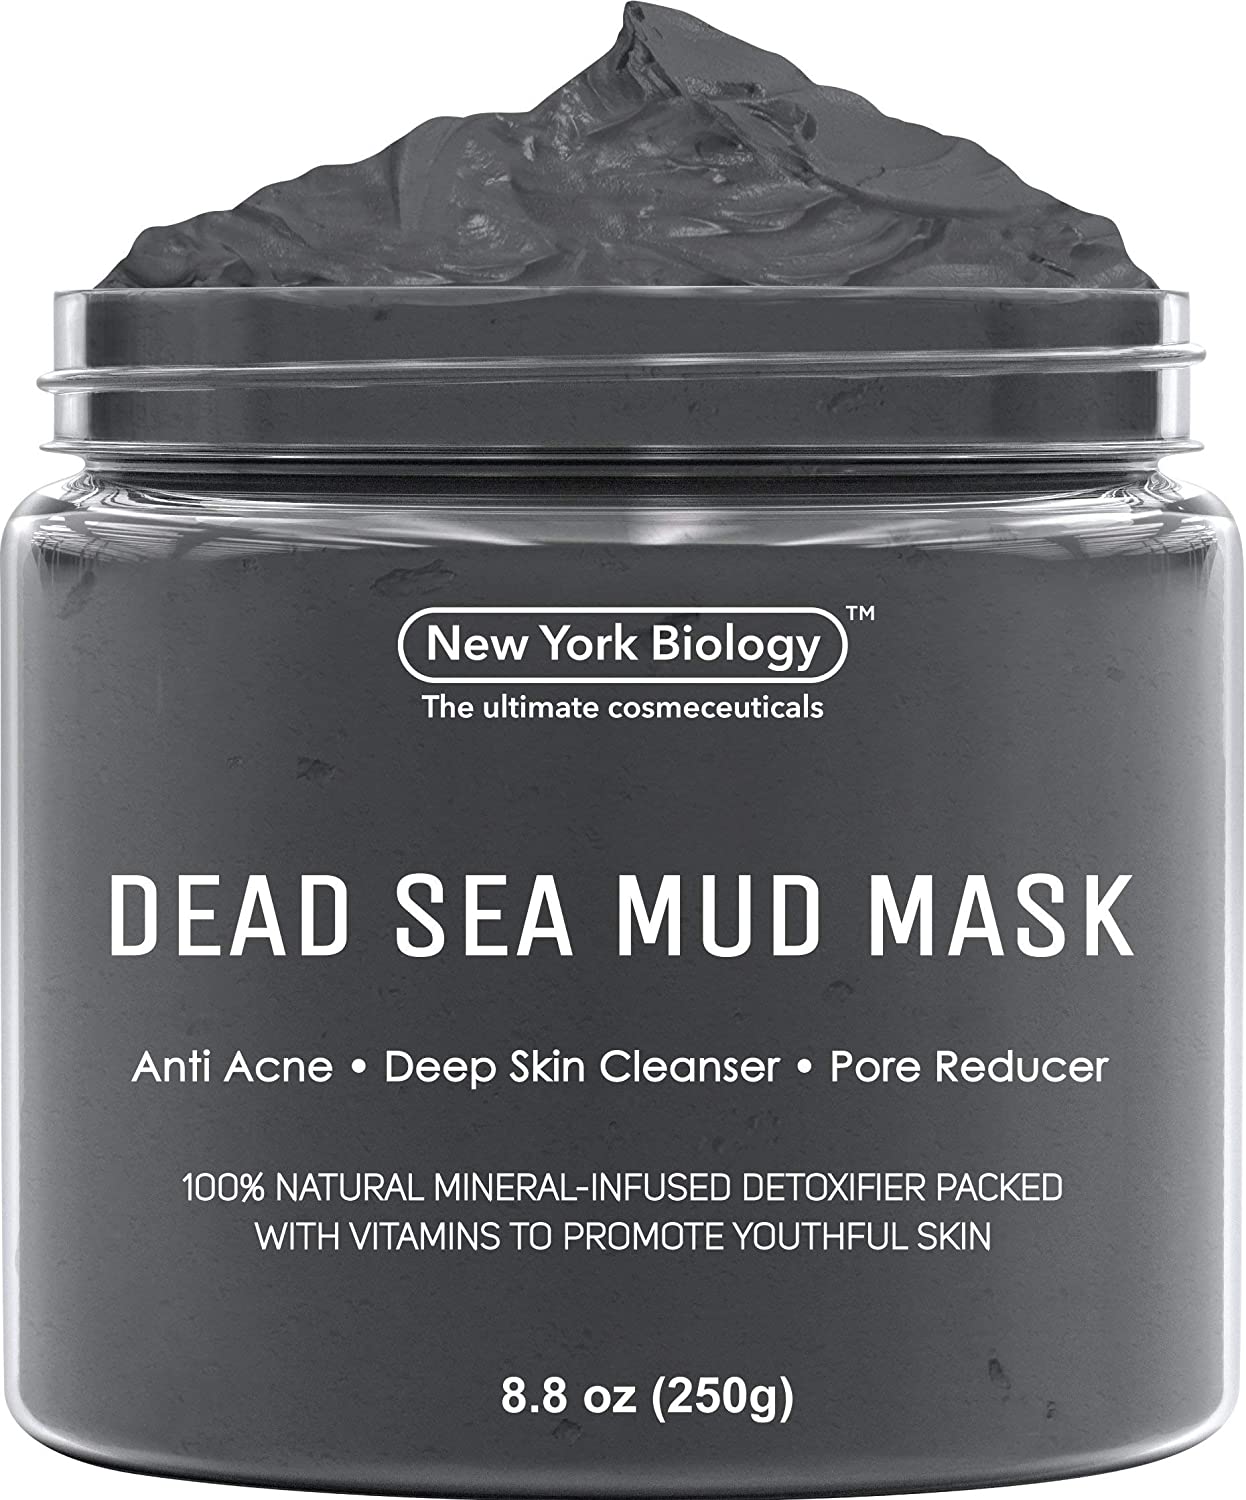 New York Biology™
The ultimate cosmeceuticals
DEAD SEA MUD MASK
Anti Acne • Deep Skin Cleanser • Pore Reducer
100% NATURAL MINERAL-INFUSED DETOXIFIER PACKED
WITH VITAMINS TO PROMOTE YOUTHFUL SKIN
8.8 oz (250g)